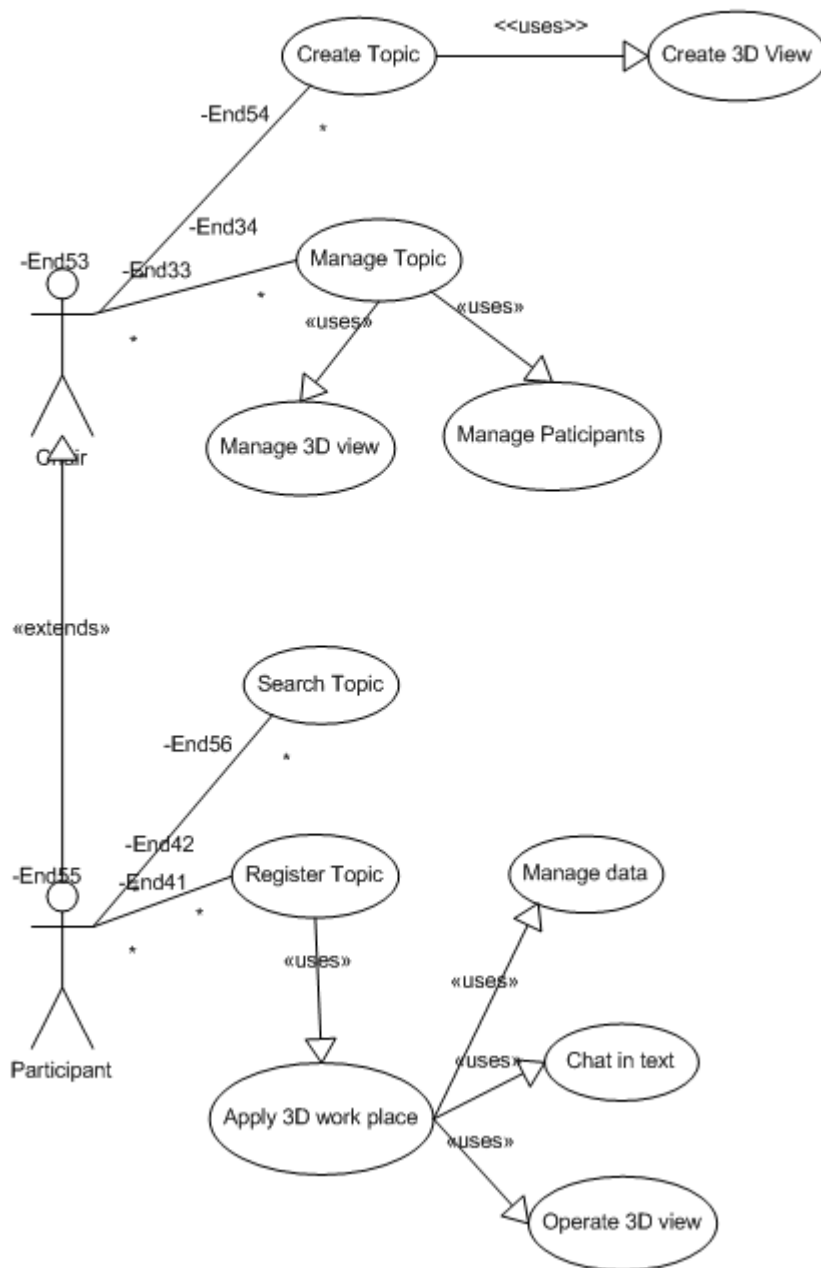 <<uses>>
Create Topic
Create 3D View
-End54
*
-End34
-End53
-End33
Manage Topic
*
*
«uses»
«uses»
Manage 3D view
Manage Paticipants
Chair
«extends»
Search Topic
-End56
*
-End42
-End55
-End41
Register Topic
Manage data
*
*
«uses»
«uses»
Participant
«uses»
Chat in text
Apply 3D work place
«uses»
Operate 3D view